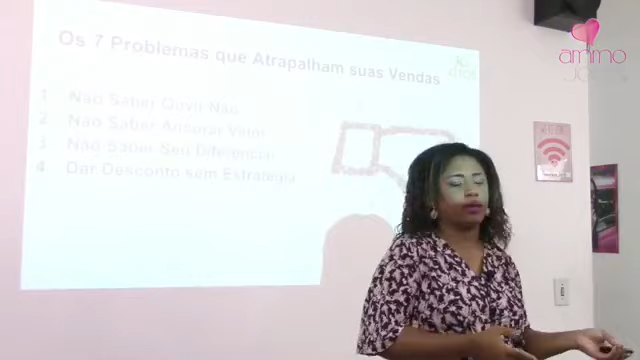 Os 7 Problemas que Atrapalham suas Vendas
1. Não Saber Ouvir Não
2. Não Saber Ancorar Valor
3. Não Saber Seu Diferencial
4. Dar Desconto sem Estratégia
amimo